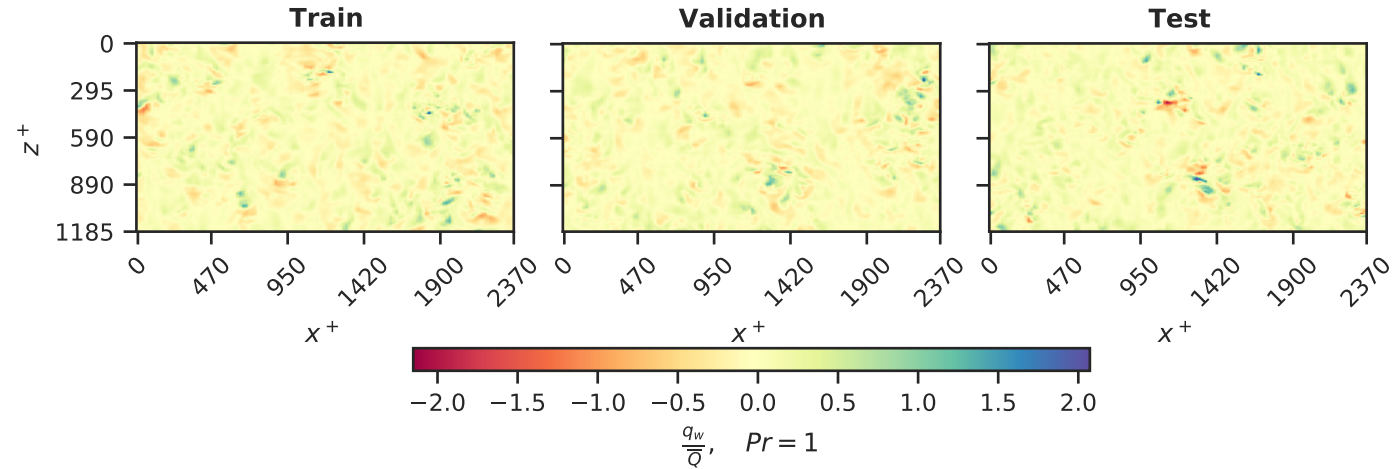 Train Validation Test
0
295
590
890
1185
z⁺
0 470 950 1420 1900 2370 0 470 950 1420 1900 2370 0 470 950 1420 1900 2370
x⁺ x⁺ x⁺
−2.0 −1.5 −1.0 −0.5 0.0 0.5 1.0 1.5 2.0
q_w/Q̅, Pr = 1